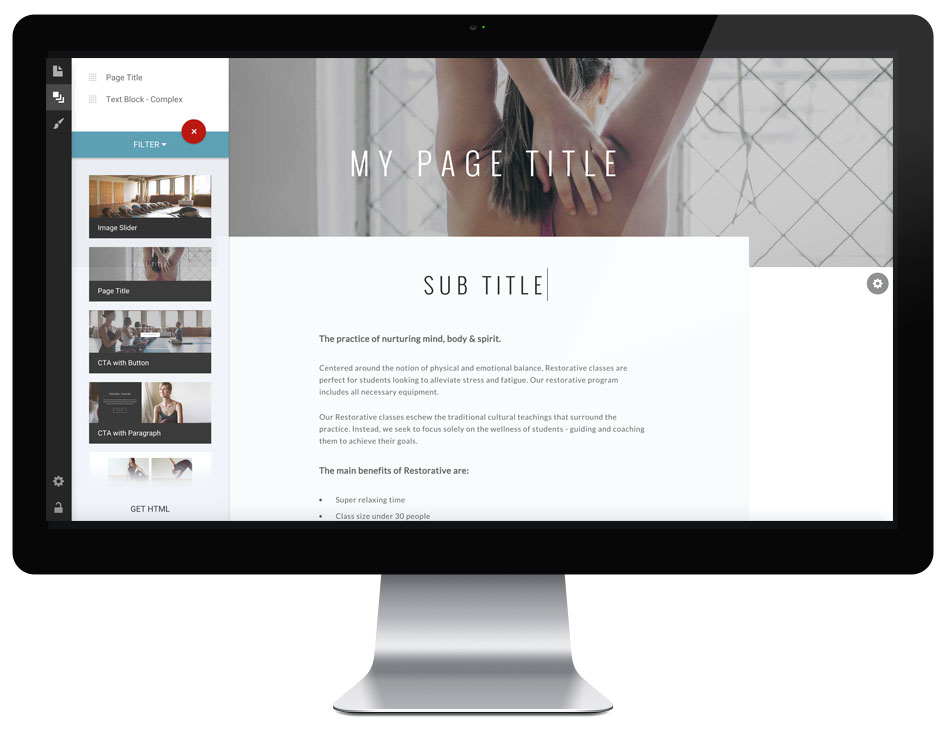 Page Title
Text Block - Complex
FILTER
Image Slider
Page Title
CTA with Button
CTA with Paragraph
GET HTML
MY PAGE TITLE
SUB TITLE
The practice of nurturing mind, body & spirit.
Centered around the notion of physical and emotional balance, Restorative classes are
perfect for students looking to alleviate stress and fatigue. Our restorative program
includes all necessary equipment.
Our Restorative classes eschew the traditional cultural teachings that surround the
practice. Instead, we seek to focus solely on the wellness of students - guiding and coaching
them to achieve their goals.
The main benefits of Restorative are:
• Super relaxing time
• Class size under 30 people